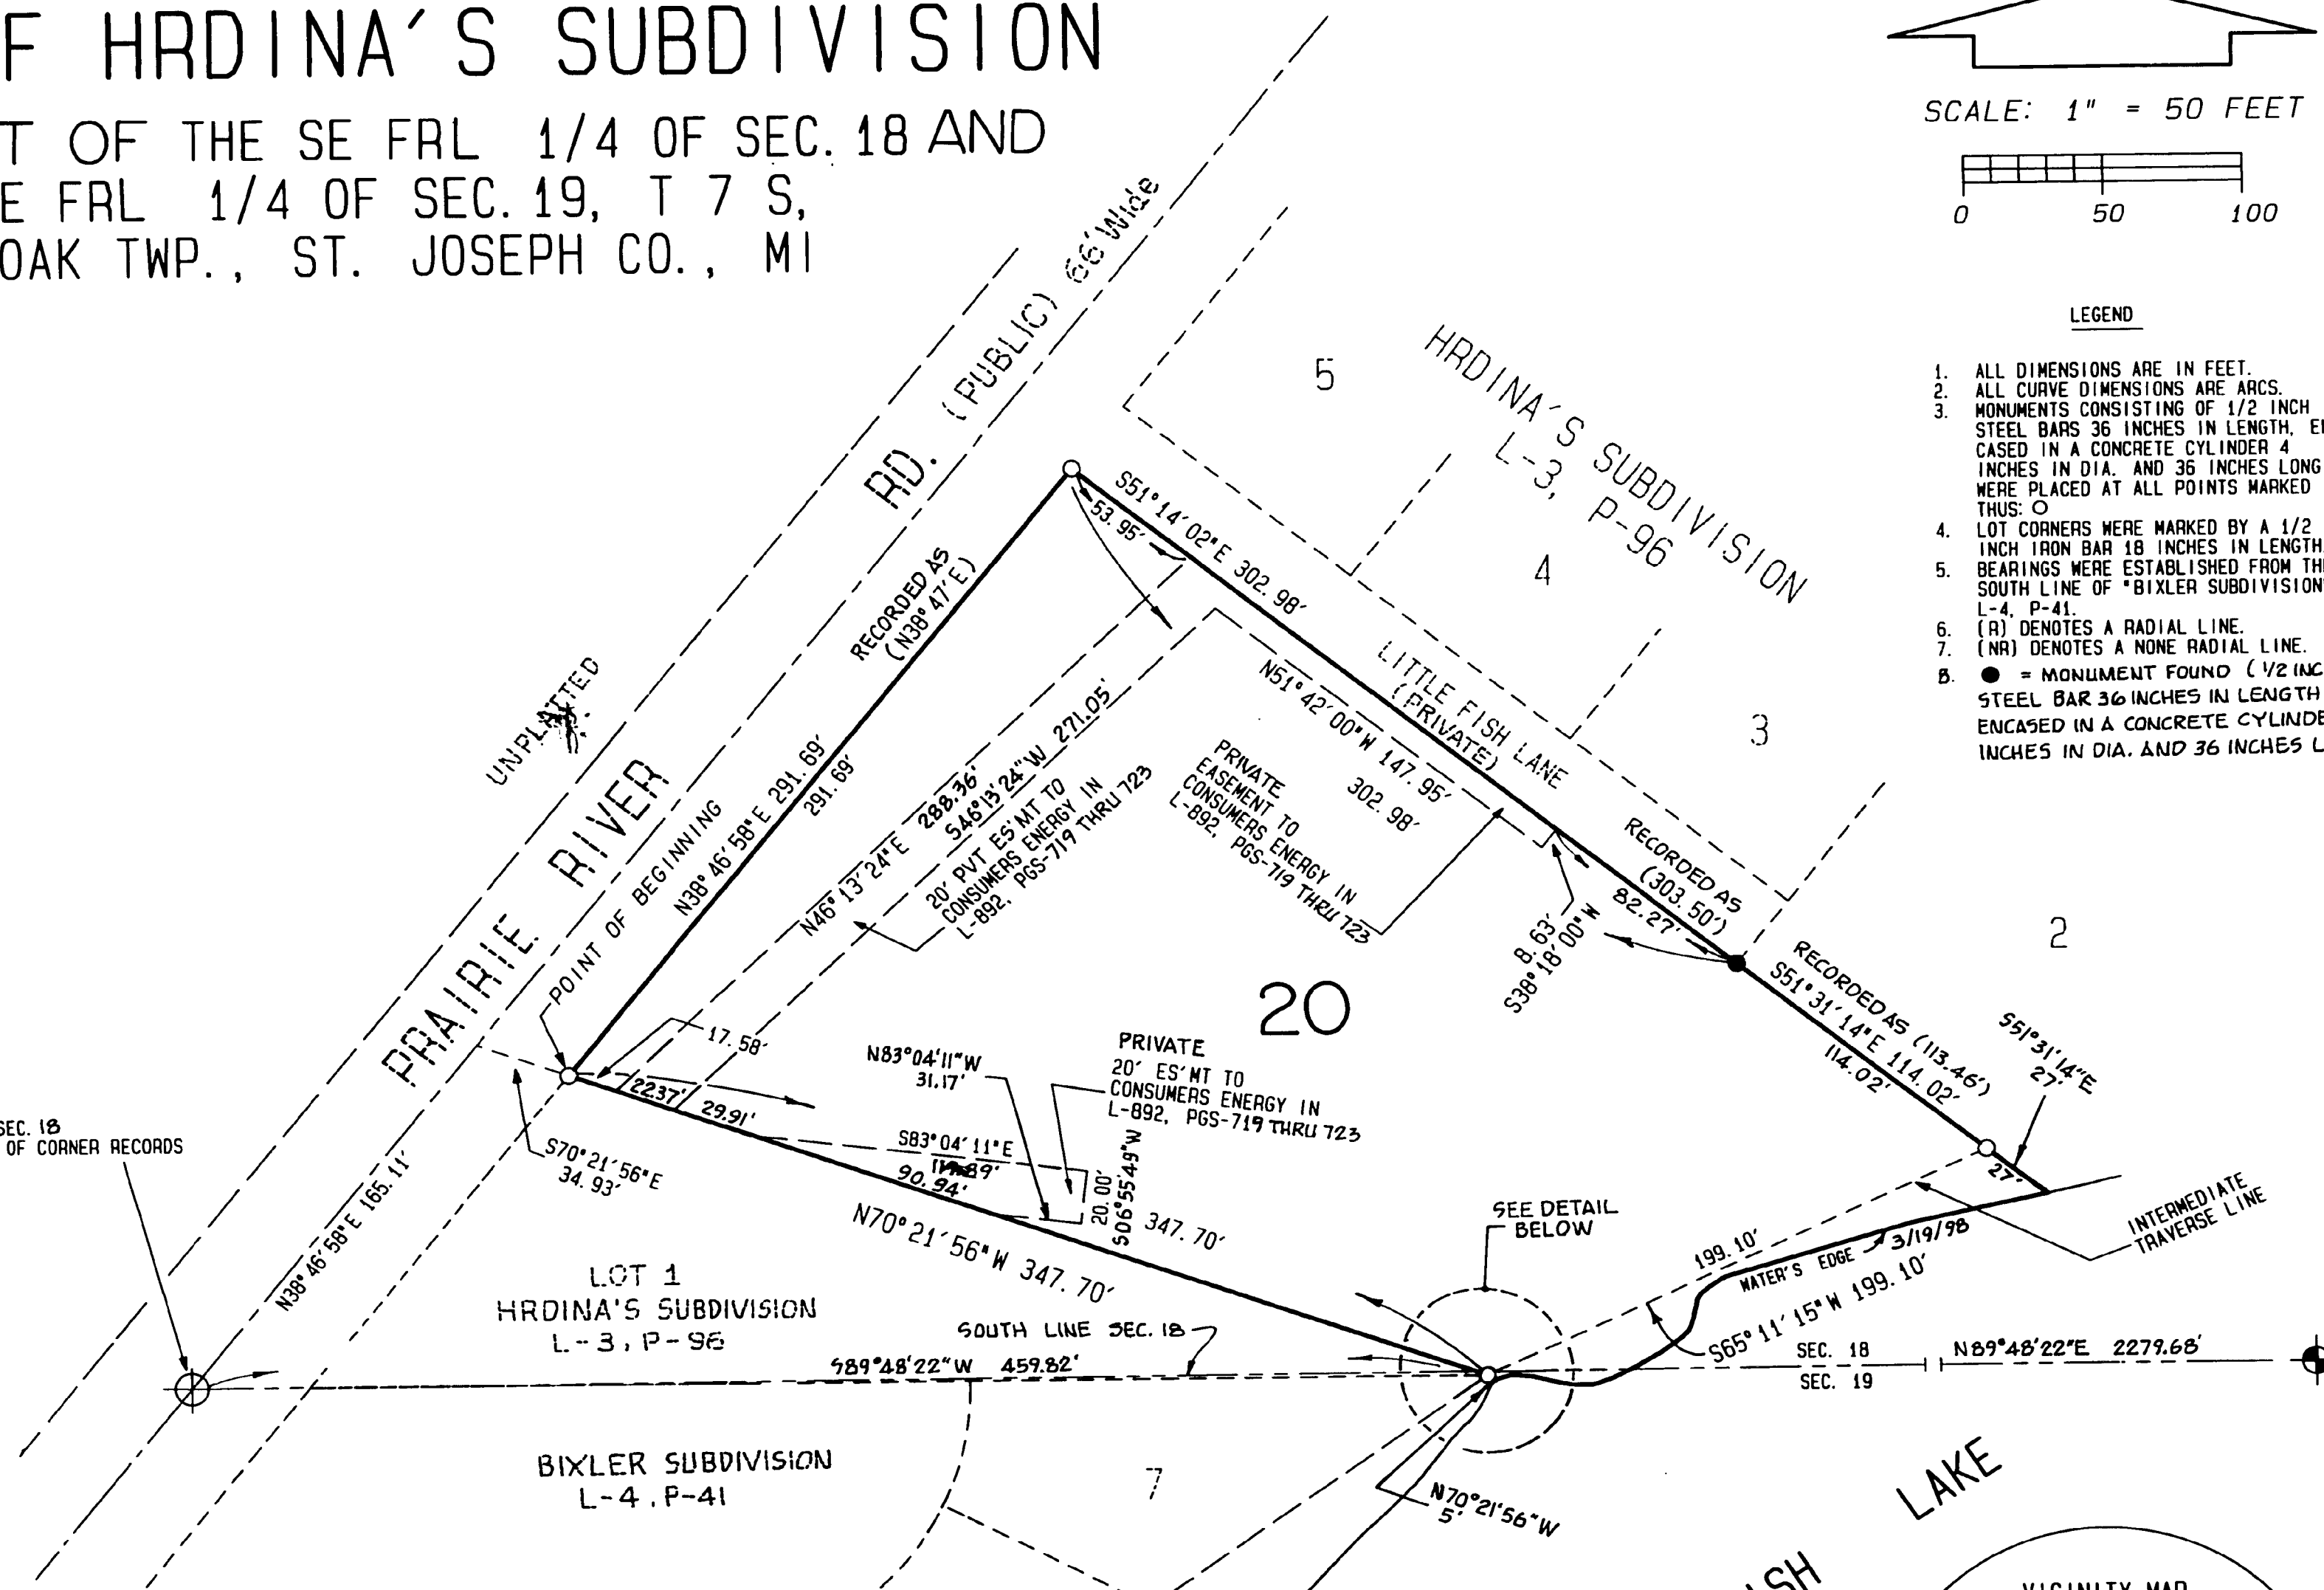 F HRDINA'S SUBDIVISION
T OF THE SE FRL 1/4 OF SEC. 18 AND
E FRL 1/4 OF SEC. 19, T 7 S,
OAK TWP., ST. JOSEPH CO., MI
SCALE: 1" = 50 FEET
0 50 100
LEGEND
1. ALL DIMENSIONS ARE IN FEET.
2. ALL CURVE DIMENSIONS ARE ARCS.
3. MONUMENTS CONSISTING OF 1/2 INCH
STEEL BARS 36 INCHES IN LENGTH,
CASED IN A CONCRETE CYLINDER 4
INCHES IN DIA. AND 36 INCHES LONG
WERE PLACED AT ALL POINTS MARKED
THUS: O
4. LOT CORNERS WERE MARKED BY A 1/2
INCH IRON BAR 18 INCHES IN LENGTH
5. BEARINGS WERE ESTABLISHED FROM TH
SOUTH LINE OF "BIXLER SUBDIVISION
L-4, P-41.
6. (R) DENOTES A RADIAL LINE.
7. (NR) DENOTES A NONE RADIAL LINE.
8. ● = MONUMENT FOUND ( 1/2 INC
STEEL BAR 36 INCHES IN LENGTH
ENCASED IN A CONCRETE CYLINDE
INCHES IN DIA. AND 36 INCHES L
PRAIRIE RIVER RD. (PUBLIC) 66' Wide
UNPLATTED
RECORDED AS
(N38°47'E)
N38°46'58"E 291.69'
291.69'
POINT OF BEGINNING
5
HRDINA'S SUBDIVISION
L-3, P-96
4
3
2
S51°14'02"E 302.98'
53.95'
LITTLE FISH LANE
(PRIVATE)
N51°42'00"W 147.95'
302.98'
RECORDED AS
(303.50')
82.27'
8.63'
S38°18'00"W
N46°13'24"E 288.36'
S46°13'24"W 271.05'
20' PVT ES'MT TO
CONSUMERS ENERGY IN
L-892, PGS-719 THRU 723
PRIVATE
EASEMENT TO
CONSUMERS ENERGY IN
L-892, PGS-719 THRU 723
20
RECORDED AS (113.46')
S51°31'14"E 114.02'
114.02'
S51°31'14"E
27'
27'
17.58'
22.37'
29.91'
N83°04'11"W
31.17'
PRIVATE
20' ES'MT TO
CONSUMERS ENERGY IN
L-892, PGS-719 THRU 723
S83°04'11"E
90.94'
20.00'
S06°55'49"W
347.70'
N70°21'56"W 347.70'
S70°21'56"E
34.93'
SEC. 18
OF CORNER RECORDS
N38°46'58"E 165.11'
LOT 1
HRDINA'S SUBDIVISION
L-3, P-96
SOUTH LINE SEC. 18
S89°48'22"W 459.82'
SEE DETAIL
BELOW
199.10'
WATER'S EDGE 3/19/98
S65°11'15"W 199.10'
INTERMEDIATE
TRAVERSE LINE
SEC. 18
SEC. 19
N89°48'22"E 2279.68'
BIXLER SUBDIVISION
L-4, P-41
7
N70°21'56"W
5'
LAKE
SH
VICINITY MAP